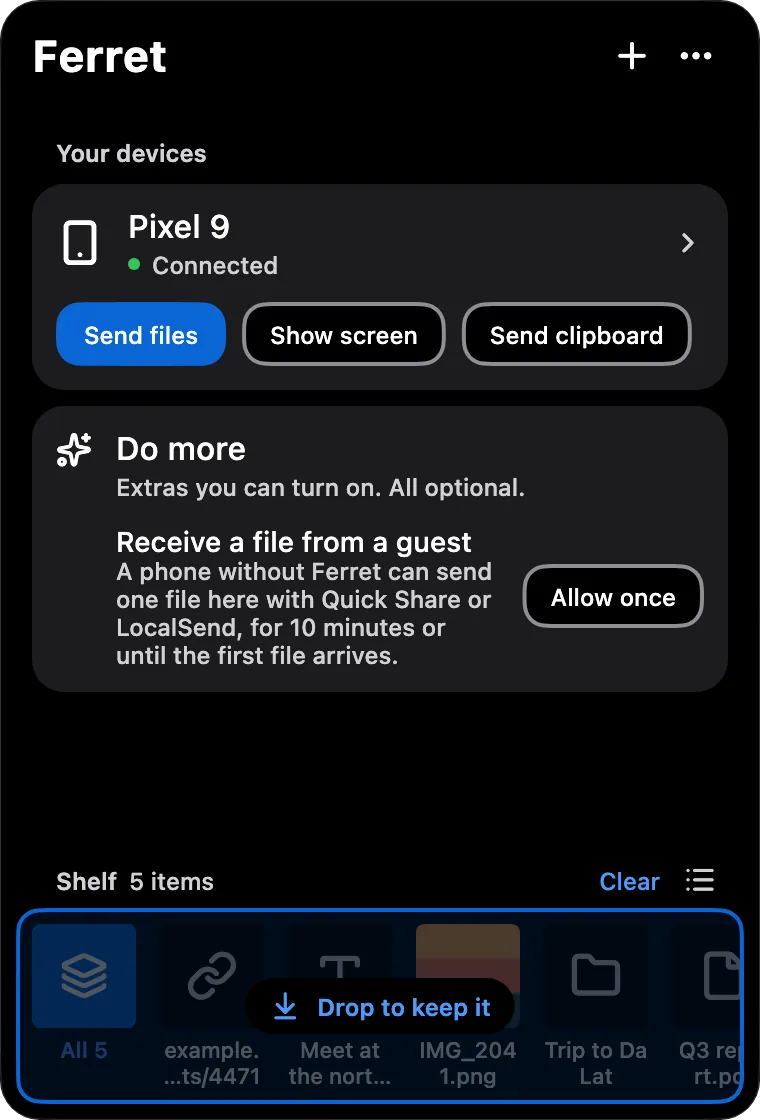 Ferret
Your devices
Pixel 9
Connected
Send files
Show screen
Send clipboard
Do more
Extras you can turn on. All optional.
Receive a file from a guest
A phone without Ferret can send
one file here with Quick Share or
LocalSend, for 10 minutes or
until the first file arrives.
Allow once
Shelf 5 items
Clear
Drop to keep it
All 5
example.
...ts/4471
Meet at
the nort...
IMG_204
1.png
Trip to Da
Lat
Q3 rep
rt.pd